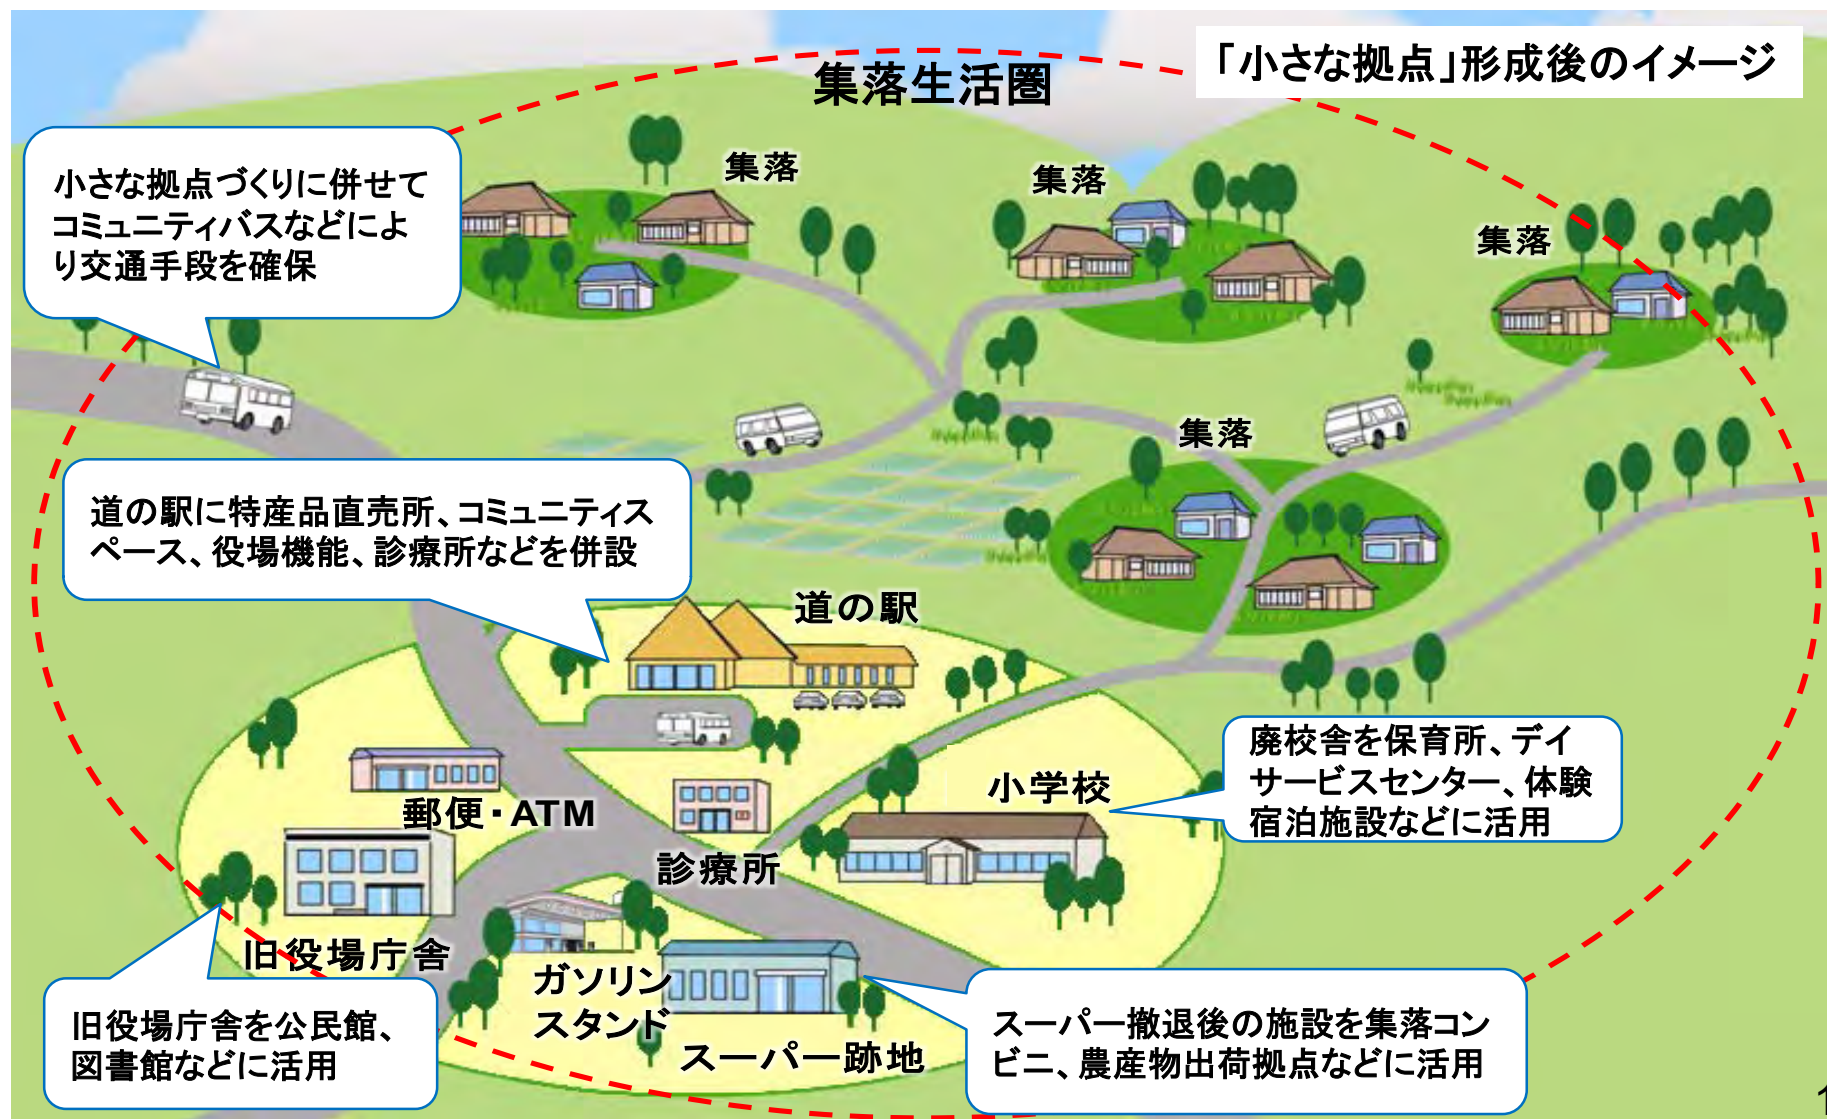 「小さな拠点」形成後のイメージ
集落生活圏
小さな拠点づくりに併せて
コミュニティバスなどによ
り交通手段を確保
集落
集落
集落
集落
道の駅に特産品直売所、コミュニティス
ペース、役場機能、診療所などを併設
道の駅
郵便・ATM
小学校
廃校舎を保育所、デイ
サービスセンター、体験
宿泊施設などに活用
診療所
旧役場庁舎
ガソリン
スタンド
スーパー跡地
旧役場庁舎を公民館、
図書館などに活用
スーパー撤退後の施設を集落コン
ビニ、農産物出荷拠点などに活用